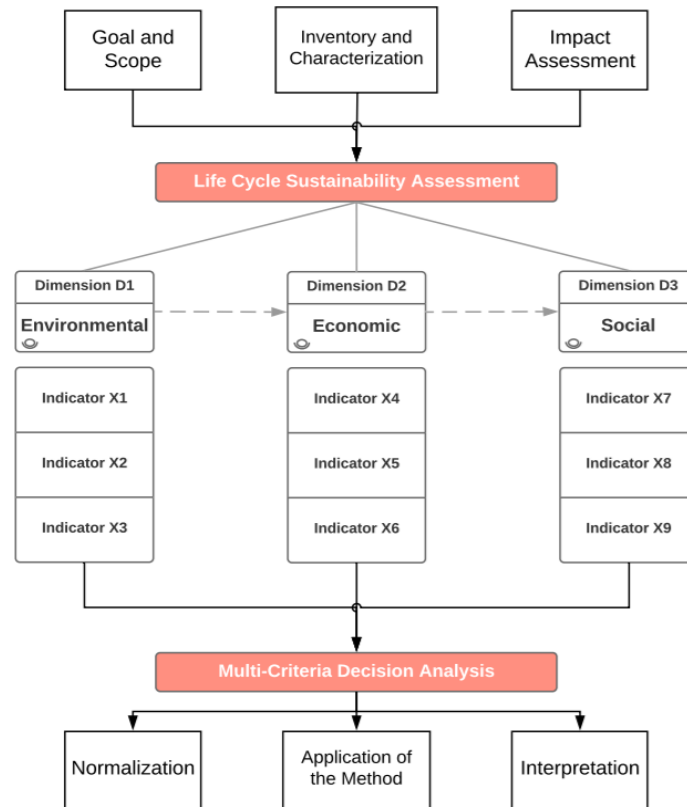 Goal and
Scope
Inventory and
Characterization
Impact
Assessment
Life Cycle Sustainability Assessment
Dimension D1
Environmental
Dimension D2
Economic
Dimension D3
Social
Indicator X1
Indicator X2
Indicator X3
Indicator X4
Indicator X5
Indicator X6
Indicator X7
Indicator X8
Indicator X9
Multi-Criteria Decision Analysis
Normalization
Application of
the Method
Interpretation